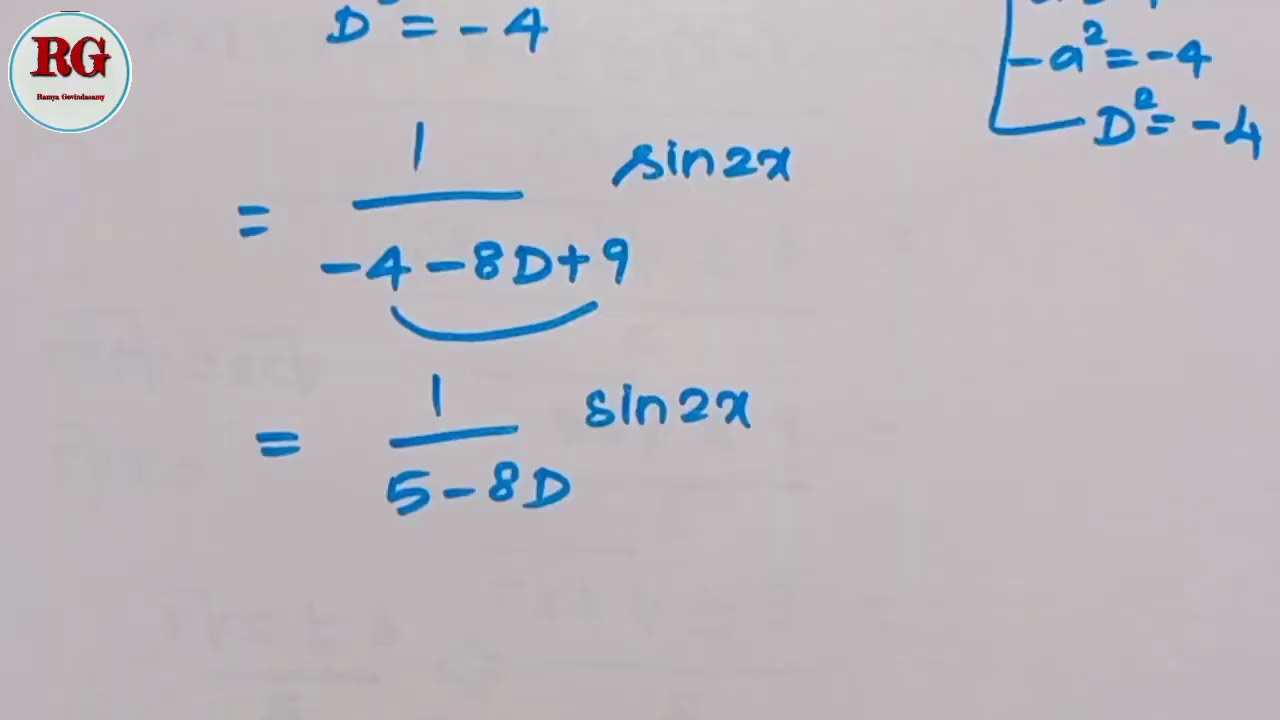 RG
Ramya Govindasamy
D² = -4
-a² = -4
D² = -4
= 1/(-4 - 8D + 9) sin2x
= 1/(5 - 8D) sin2x